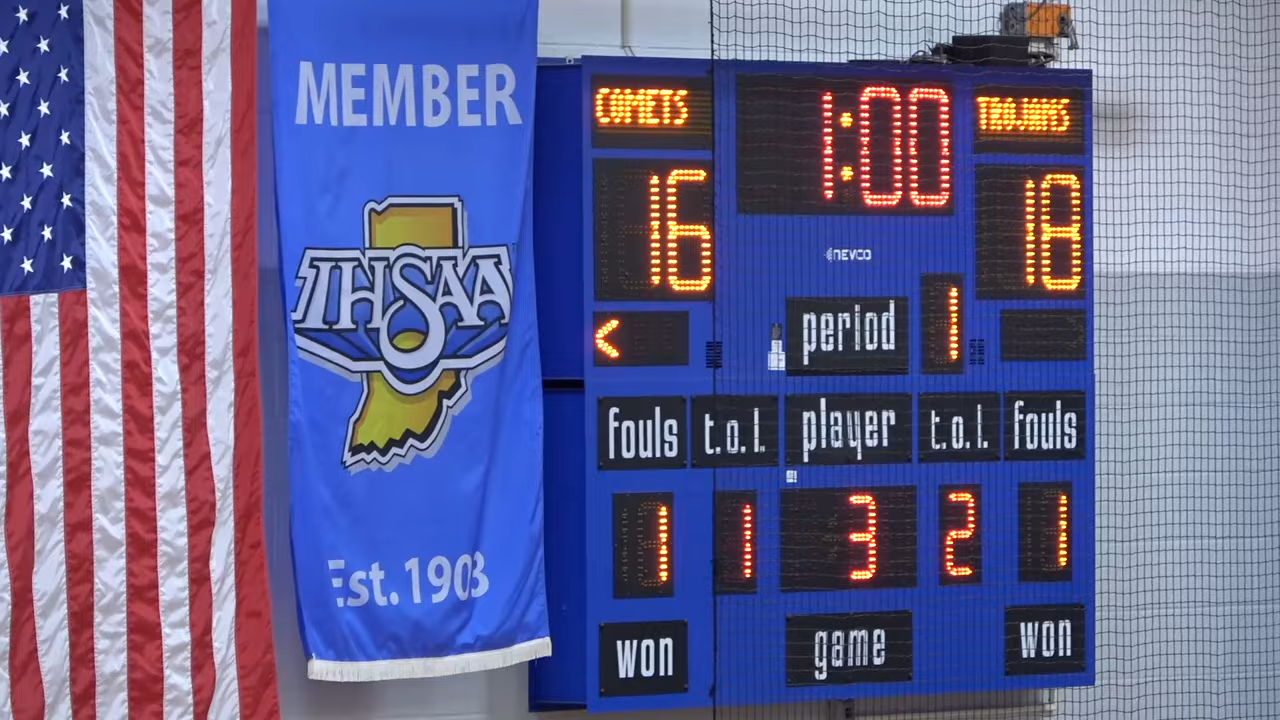 MEMBER
IHSAA
Est. 1903
COMETS
1:00
TROJANS
16
18
NEVCO
<
period
1
fouls
t.o.l.
player
t.o.l.
fouls
1
1
3
2
1
won
game
won